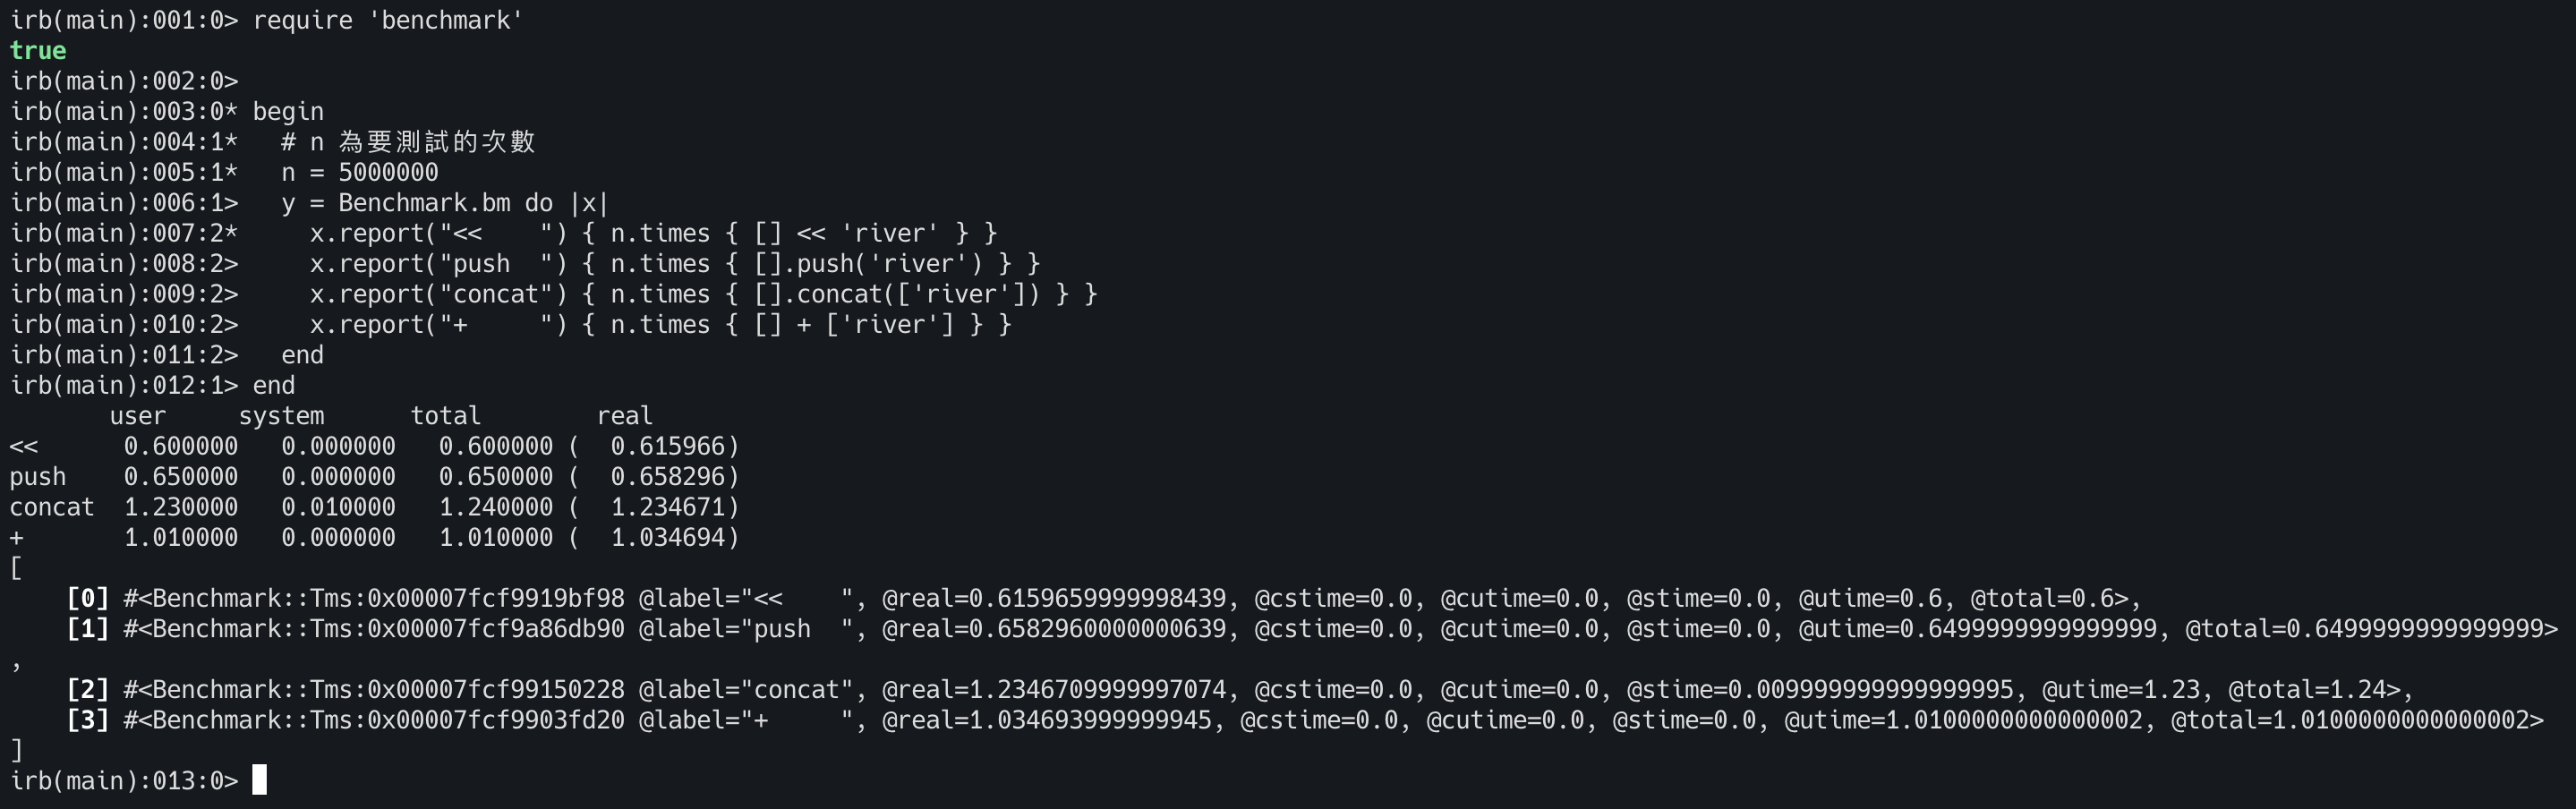 irb(main):001:0> require 'benchmark'
true
irb(main):002:0>
irb(main):003:0* begin
irb(main):004:1*   # n 為要測試的次數
irb(main):005:1*   n = 5000000
irb(main):006:1>   y = Benchmark.bm do |x|
irb(main):007:2*     x.report("<<    ") { n.times { [] << 'river' } }
irb(main):008:2>     x.report("push  ") { n.times { [].push('river') } }
irb(main):009:2>     x.report("concat") { n.times { [].concat(['river']) } }
irb(main):010:2>     x.report("+     ") { n.times { [] + ['river'] } }
irb(main):011:2>   end
irb(main):012:1> end
       user     system      total        real
<<      0.600000   0.000000   0.600000 (  0.615966)
push    0.650000   0.000000   0.650000 (  0.658296)
concat  1.230000   0.010000   1.240000 (  1.234671)
+       1.010000   0.000000   1.010000 (  1.034694)
[
    [0] #<Benchmark::Tms:0x00007fcf9919bf98 @label="<<    ", @real=0.6159659999998439, @cstime=0.0, @cutime=0.0, @stime=0.0, @utime=0.6, @total=0.6>,
    [1] #<Benchmark::Tms:0x00007fcf9a86db90 @label="push  ", @real=0.6582960000000639, @cstime=0.0, @cutime=0.0, @stime=0.0, @utime=0.6499999999999999, @total=0.6499999999999999>
,
    [2] #<Benchmark::Tms:0x00007fcf99150228 @label="concat", @real=1.2346709999997074, @cstime=0.0, @cutime=0.0, @stime=0.009999999999999995, @utime=1.23, @total=1.24>,
    [3] #<Benchmark::Tms:0x00007fcf9903fd20 @label="+     ", @real=1.034693999999945, @cstime=0.0, @cutime=0.0, @stime=0.0, @utime=1.0100000000000002, @total=1.0100000000000002>
]
irb(main):013:0>